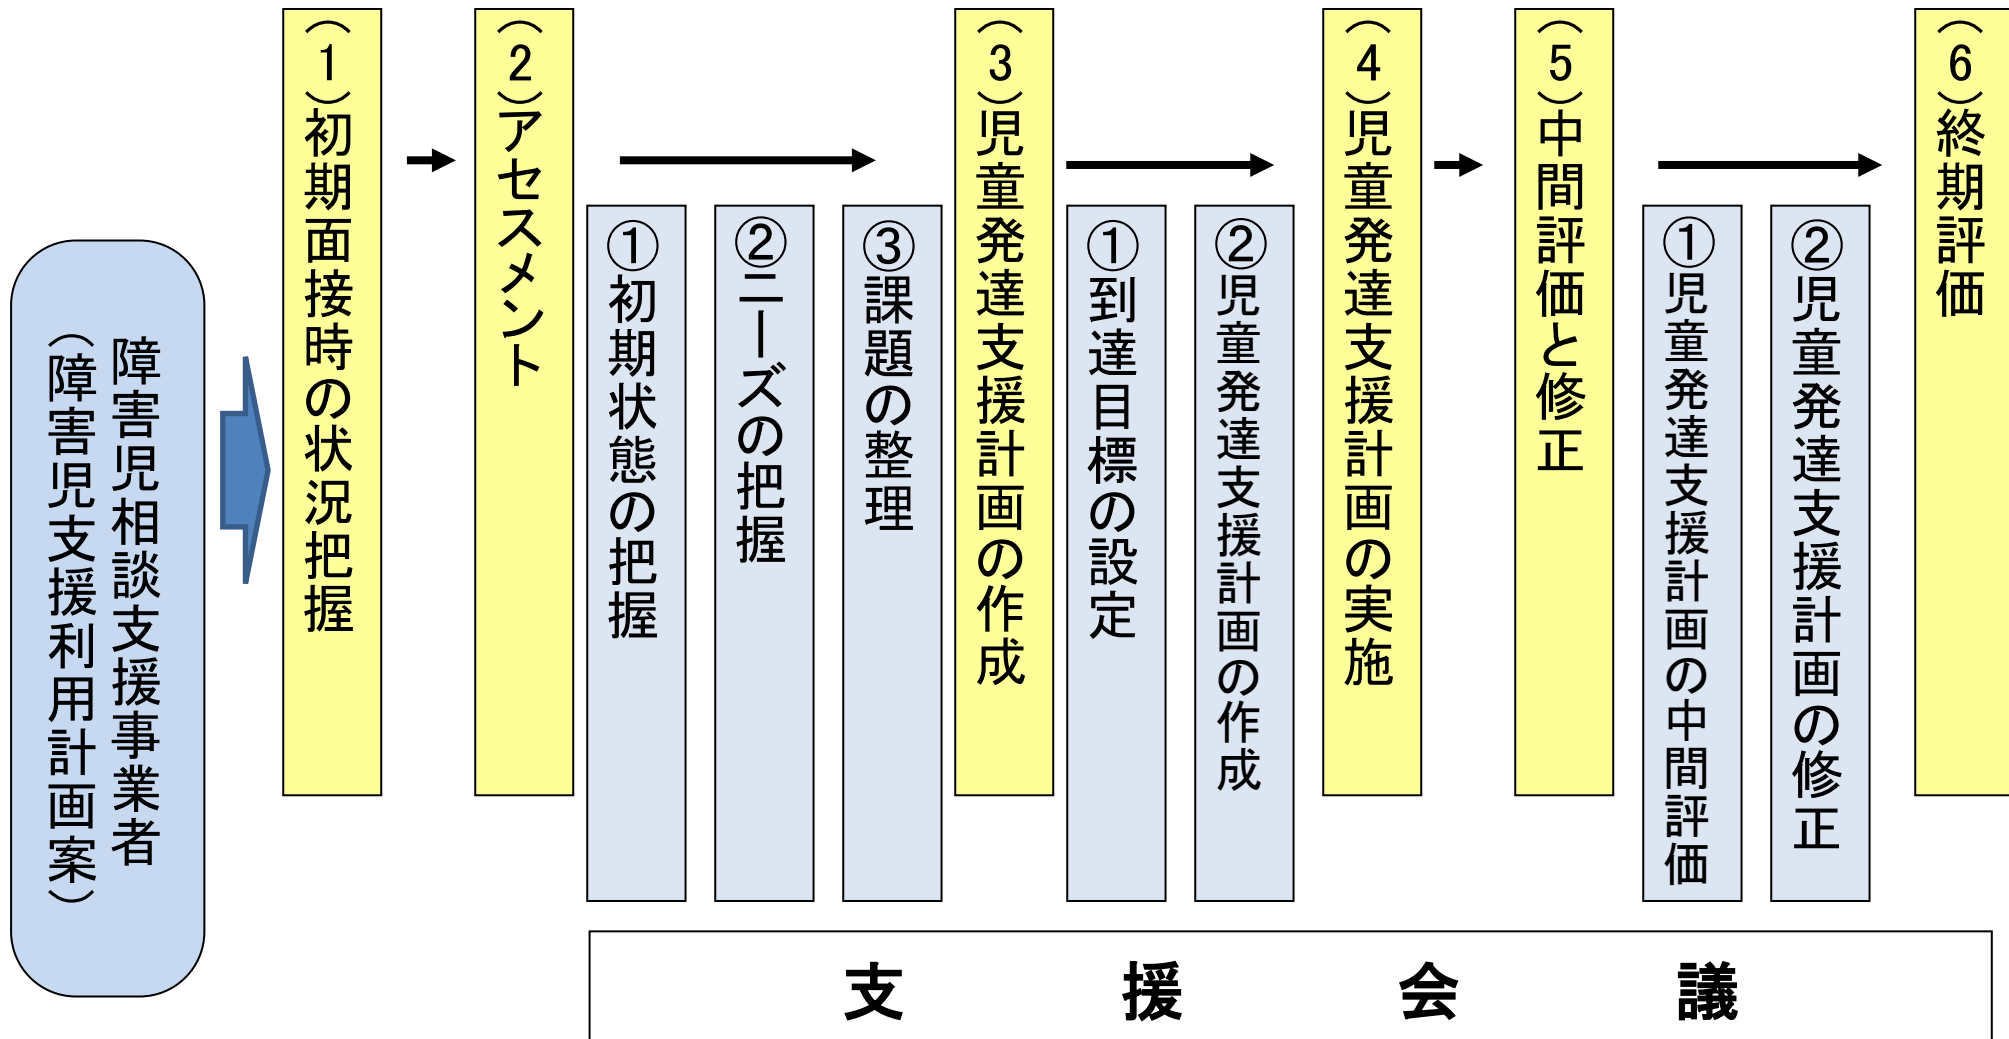 障害児相談支援事業者
（障害児支援利用計画案）
（1）初期面接時の状況把握
（2）アセスメント
①初期状態の把握
②ニーズの把握
③課題の整理
（3）児童発達支援計画の作成
①到達目標の設定
②児童発達支援計画の作成
（4）児童発達支援計画の実施
（5）中間評価と修正
①児童発達支援計画の中間評価
②児童発達支援計画の修正
（6）終期評価
支援会議